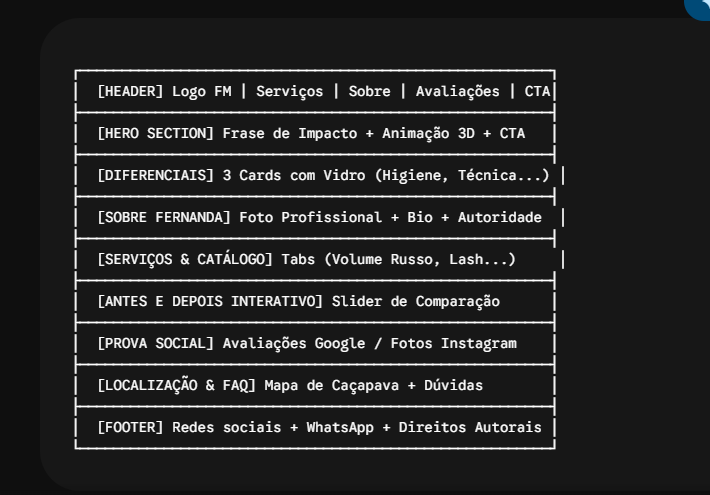 [HEADER] Logo FM | Serviços | Sobre | Avaliações | CTA
[HERO SECTION] Frase de Impacto + Animação 3D + CTA
[DIFERENCIAIS] 3 Cards com Vidro (Higiene, Técnica...)
[SOBRE FERNANDA] Foto Profissional + Bio + Autoridade
[SERVIÇOS & CATÁLOGO] Tabs (Volume Russo, Lash...)
[ANTES E DEPOIS INTERATIVO] Slider de Comparação
[PROVA SOCIAL] Avaliações Google / Fotos Instagram
[LOCALIZAÇÃO & FAQ] Mapa de Caçapava + Dúvidas
[FOOTER] Redes sociais + WhatsApp + Direitos Autorais